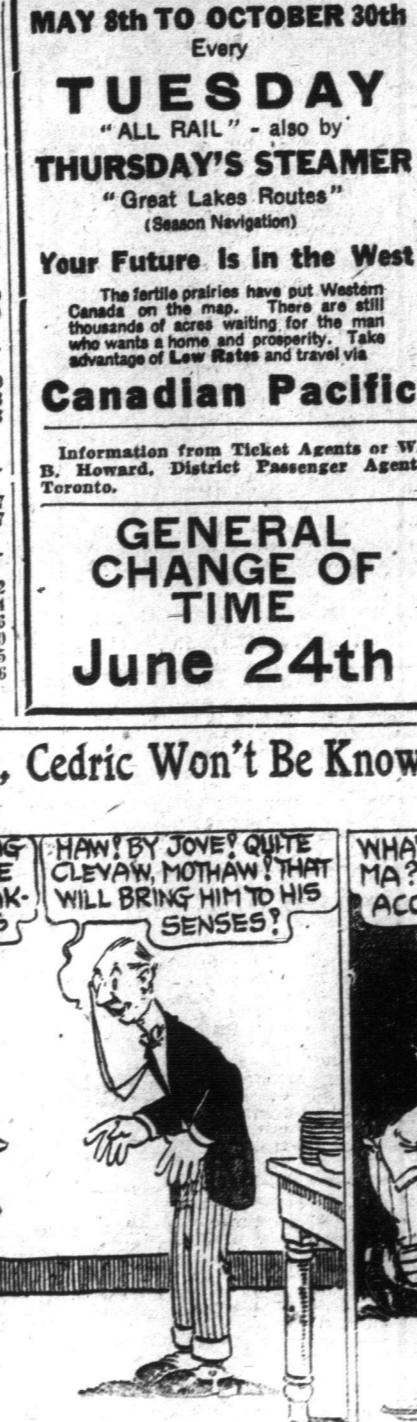 MAY 8th TO OCTOBER 30th
Every
TUESDAY
"ALL RAIL" - also by
THURSDAY'S STEAMER
"Great Lakes Routes"
(Season Navigation)
Your Future Is In the West
The fertile prairies have put Western
Canada on the map. There are still
thousands of acres waiting for the man
who wants a home and prosperity. Take
advantage of Low Rates and travel via
Canadian Pacific
Information from Ticket Agents or W.
B. Howard, District Passenger Agent
Toronto.
GENERAL
CHANGE OF
TIME
June 24th
, Cedric Won't Be Know
HAW! BY JOVE! QUITE
CLEVAW, MOTHAW! THAT
WILL BRING HIM TO HIS
SENSES!
WHA
MA?
ACC